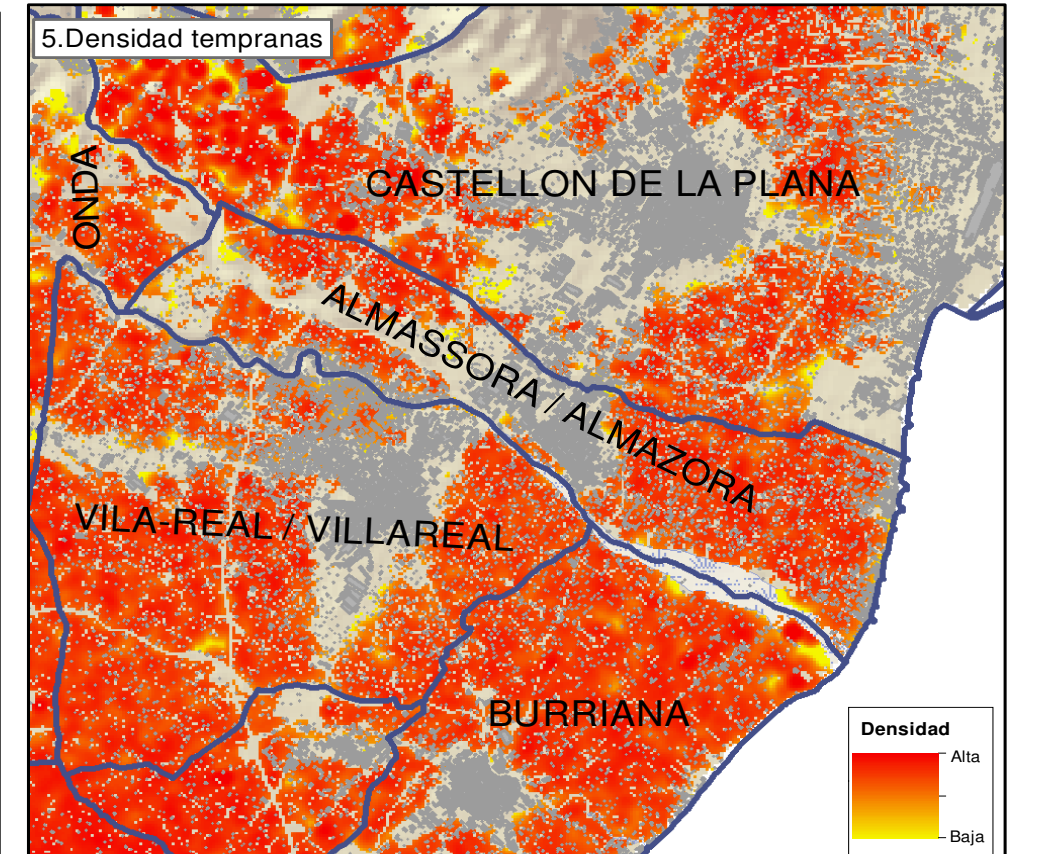 5.Densidad tempranas
ONDA
CASTELLON DE LA PLANA
ALMASSORA / ALMAZORA
VILA-REAL / VILLAREAL
BURRIANA
Densidad
Alta
Baja